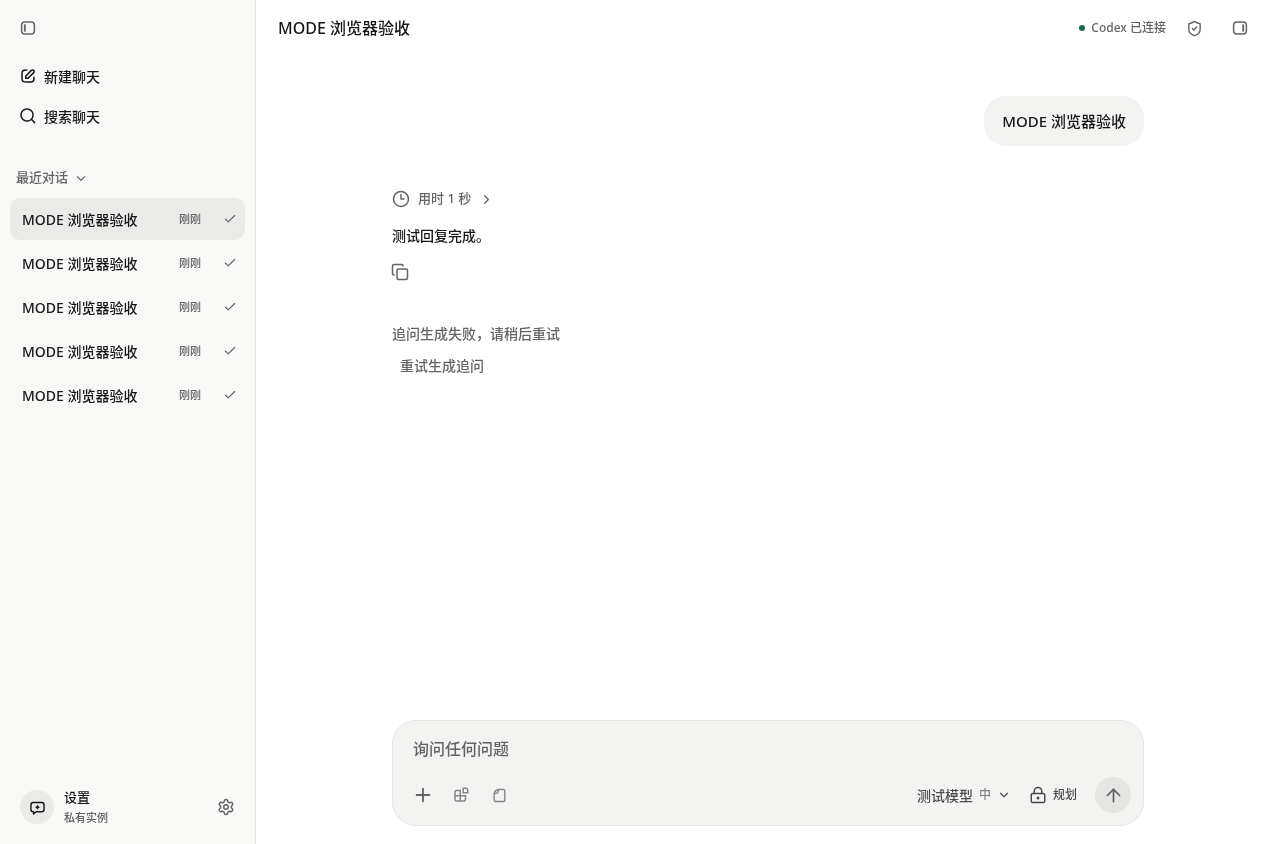 MODE 浏览器验收
Codex 已连接
新建聊天
搜索聊天
最近对话
MODE 浏览器验收 刚刚
MODE 浏览器验收 刚刚
MODE 浏览器验收 刚刚
MODE 浏览器验收 刚刚
MODE 浏览器验收 刚刚
设置
私有实例
MODE 浏览器验收
用时 1 秒
测试回复完成。
追问生成失败，请稍后重试
重试生成追问
询问任何问题
测试模型 中 规划